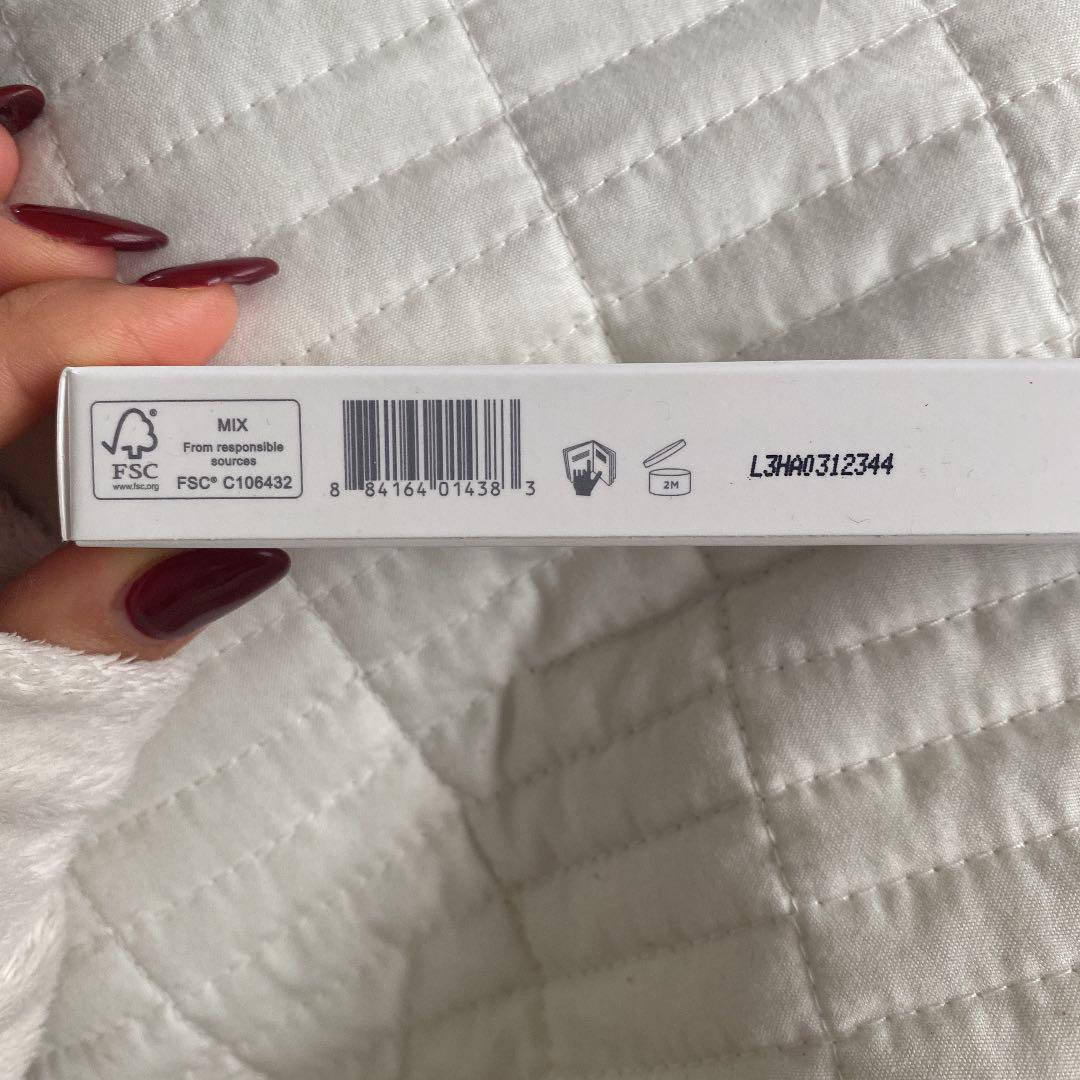 MIX
From responsible
sources
FSC® C106432
®
FSC
www.fsc.org
8 84164 01438 3
2M
L3HA0312344